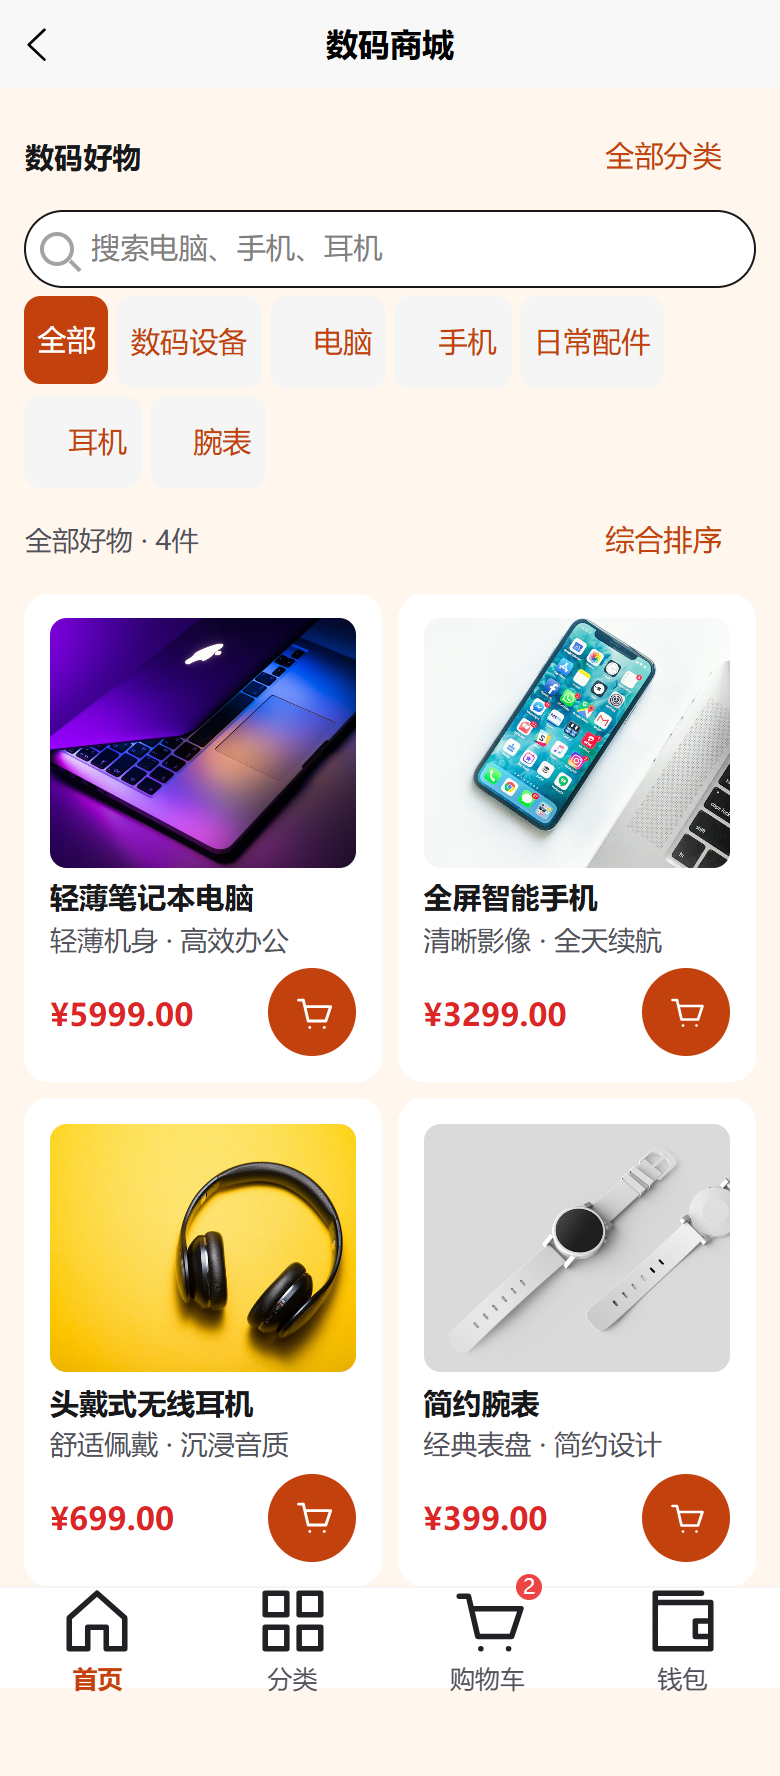 数码商城
数码好物 全部分类
搜索电脑、手机、耳机
全部 数码设备 电脑 手机 日常配件
耳机 腕表
全部好物 · 4件 综合排序
轻薄笔记本电脑
轻薄机身 · 高效办公
¥5999.00
全屏智能手机
清晰影像 · 全天续航
¥3299.00
头戴式无线耳机
舒适佩戴 · 沉浸音质
¥699.00
简约腕表
经典表盘 · 简约设计
¥399.00
2
首页 分类 购物车 钱包